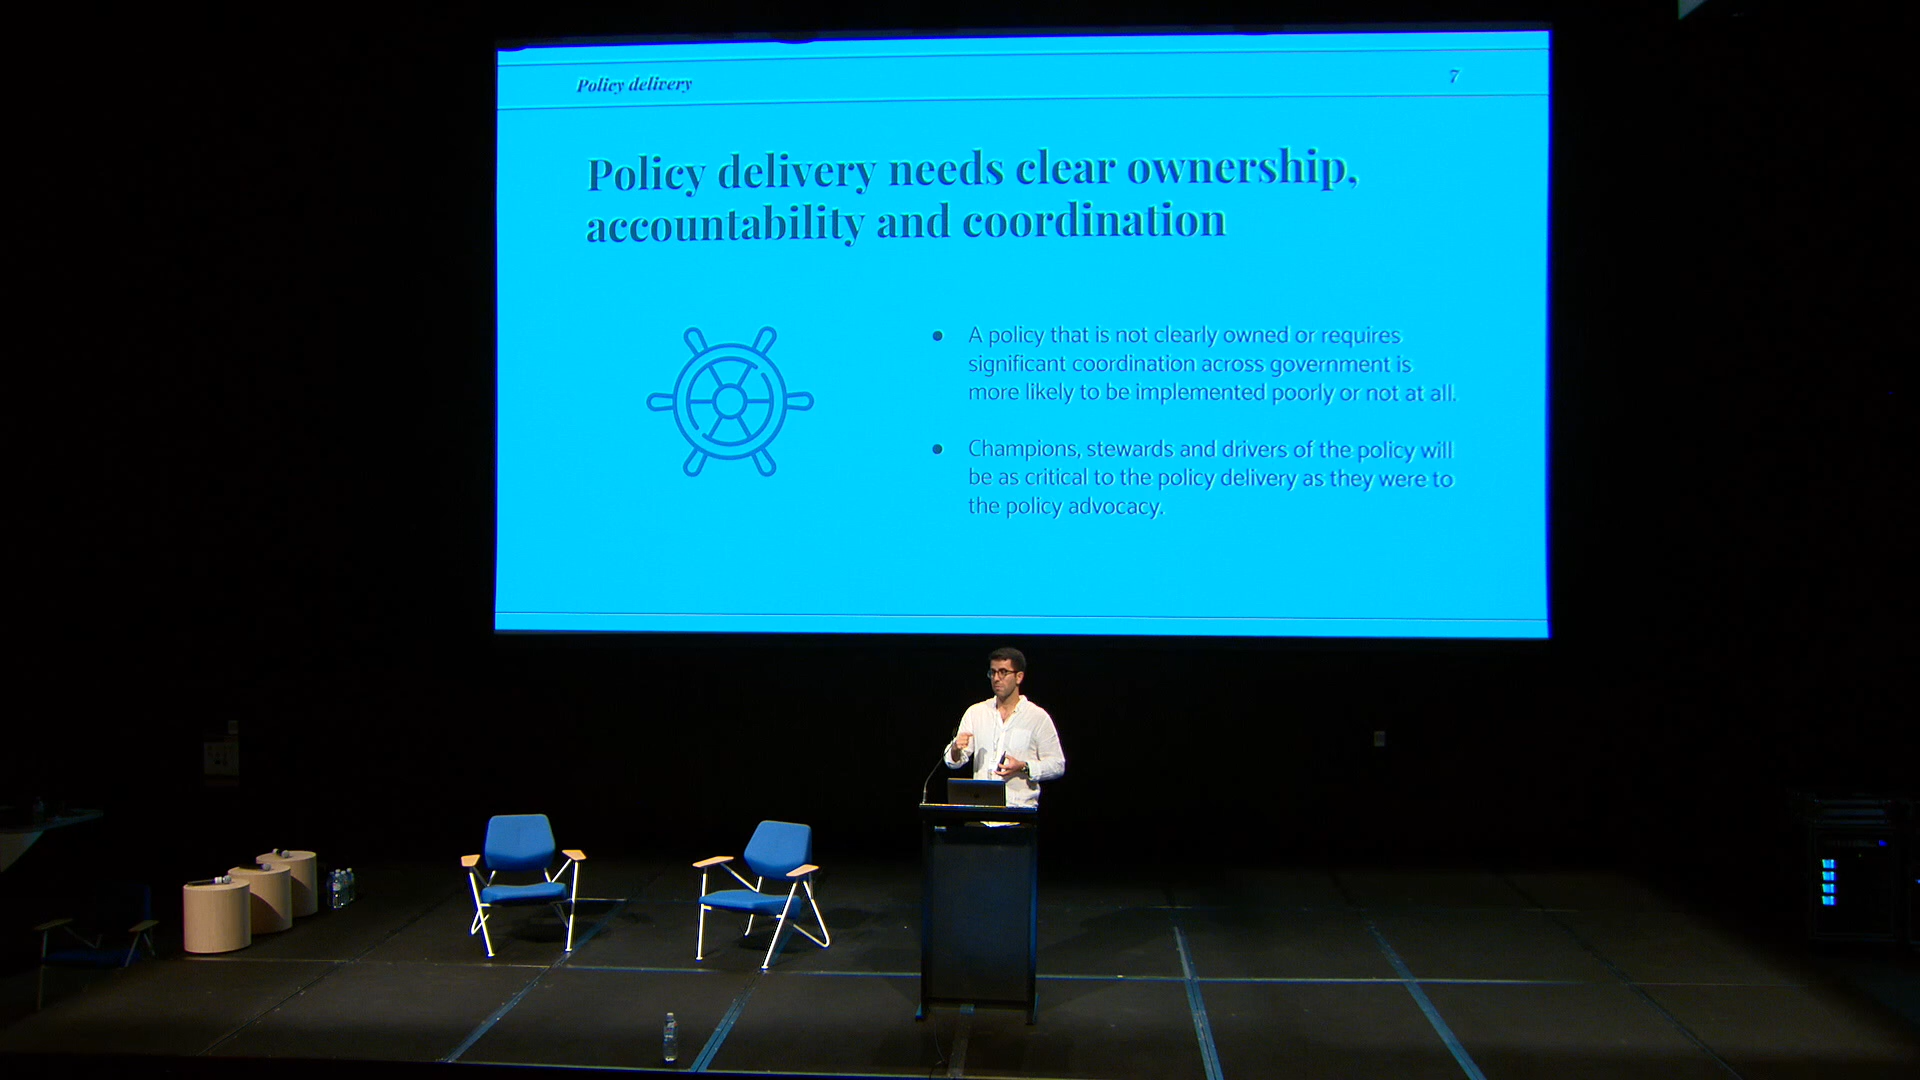 Policy delivery
7
Policy delivery needs clear ownership,
accountability and coordination
● A policy that is not clearly owned or requires
significant coordination across government is
more likely to be implemented poorly or not at all.
● Champions, stewards and drivers of the policy will
be as critical to the policy delivery as they were to
the policy advocacy.